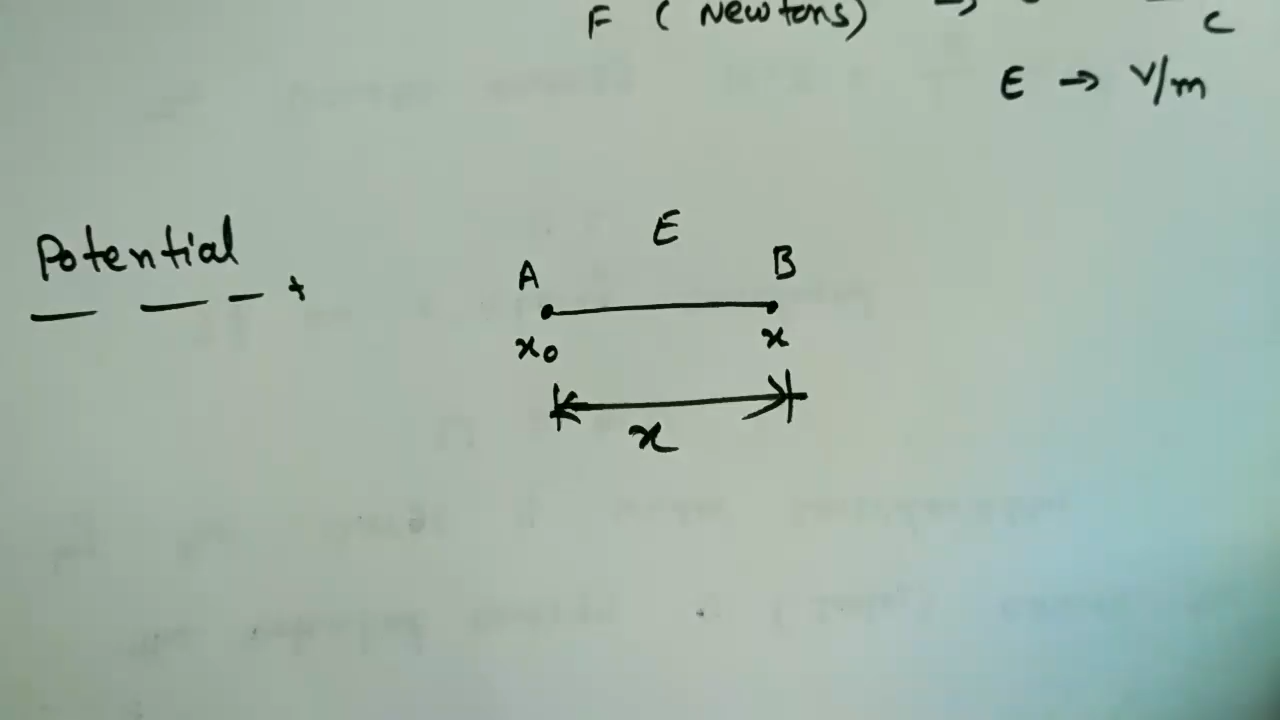 F (Newtons) →
C
E → V/m
Potential
E
A B
x₀ x
x